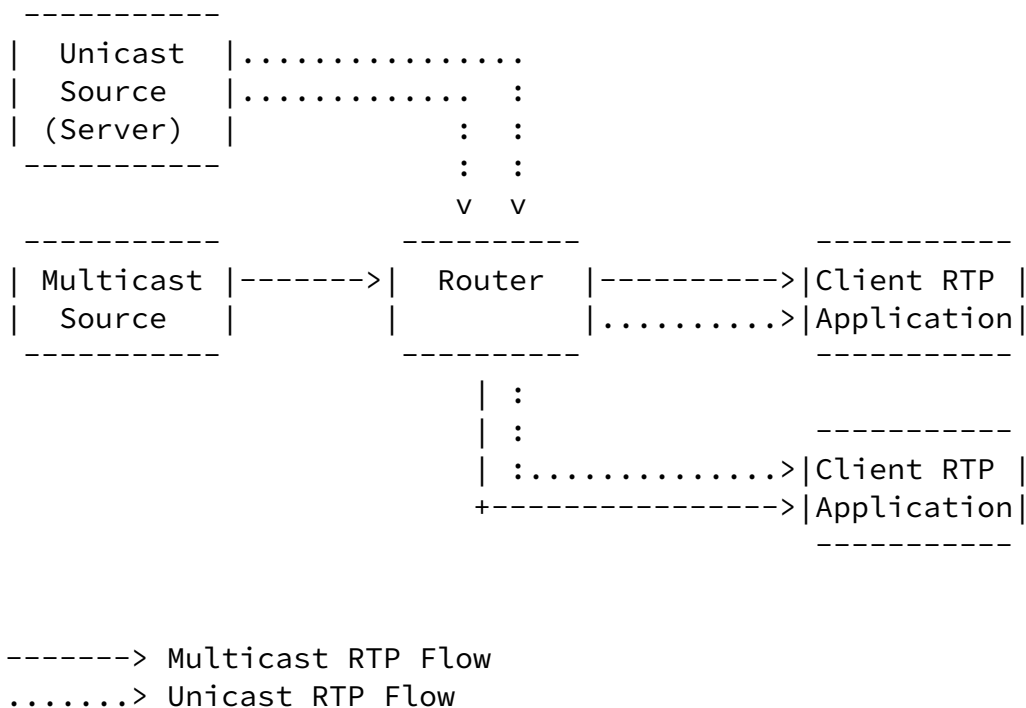 Unicast
Source
(Server)
Multicast Router Client RTP
Source Application
Client RTP
Application
-------> Multicast RTP Flow
.......> Unicast RTP Flow